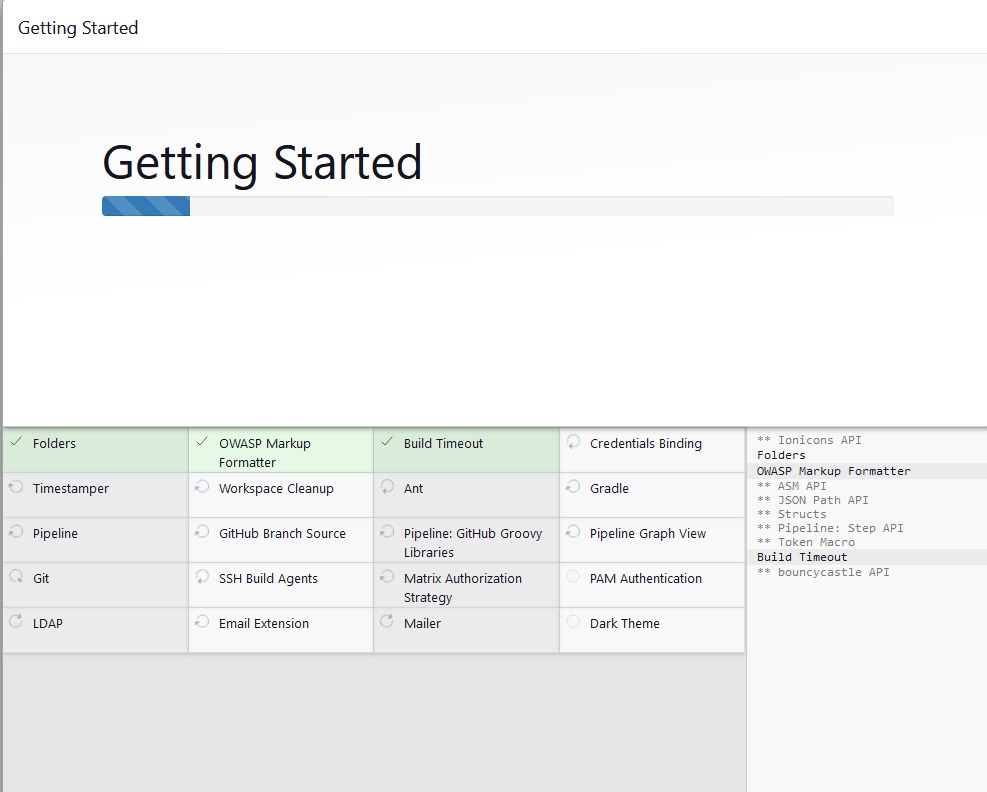 Getting Started
Getting Started
Folders
OWASP Markup
Formatter
Build Timeout
Credentials Binding
Timestamper
Workspace Cleanup
Ant
Gradle
Pipeline
GitHub Branch Source
Pipeline: GitHub Groovy
Libraries
Pipeline Graph View
Git
SSH Build Agents
Matrix Authorization
Strategy
PAM Authentication
LDAP
Email Extension
Mailer
Dark Theme
** Ionicons API
Folders
OWASP Markup Formatter
** ASM API
** JSON Path API
** Structs
** Pipeline: Step API
** Token Macro
Build Timeout
** bouncycastle API